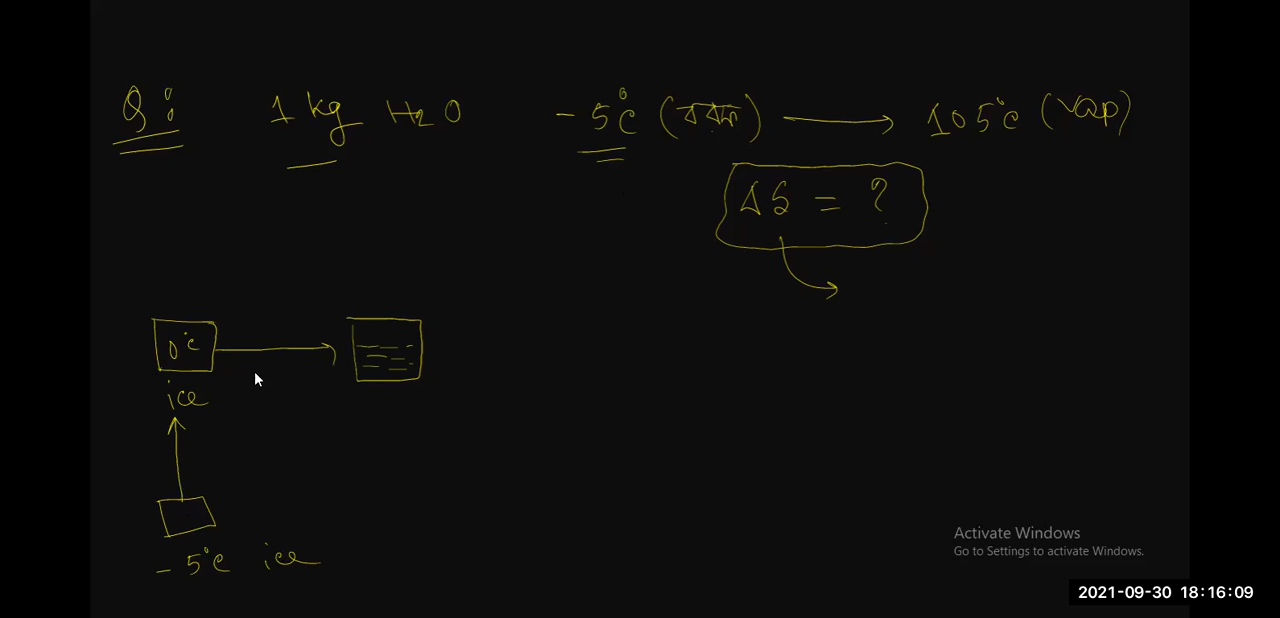 Q: 1 kg H₂O -5°C (বরফ) → 105°C (Vap)
ΔS = ?
0°C
ice
-5°C ice
Activate Windows
Go to Settings to activate Windows.
2021-09-30 18:16:09